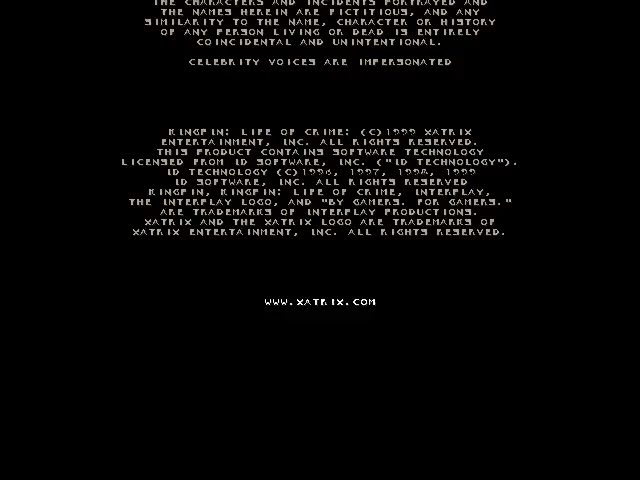 THE CHARACTERS AND INCIDENTS PORTRAYED AND
THE NAMES HEREIN ARE FICTITIOUS, AND ANY
SIMILARITY TO THE NAME, CHARACTER OR HISTORY
OF ANY PERSON LIVING OR DEAD IS ENTIRELY
COINCIDENTAL AND UNINTENTIONAL.
CELEBRITY VOICES ARE IMPERSONATED
KINGPIN: LIFE OF CRIME: (C)1999 XATRIX
ENTERTAINMENT, INC. ALL RIGHTS RESERVED.
THIS PRODUCT CONTAINS SOFTWARE TECHNOLOGY
LICENSED FROM ID SOFTWARE, INC. ("ID TECHNOLOGY").
ID TECHNOLOGY (C)1996, 1997, 1998, 1999
ID SOFTWARE, INC. ALL RIGHTS RESERVED
KINGPIN, KINGPIN: LIFE OF CRIME, INTERPLAY,
THE INTERPLAY LOGO, AND "BY GAMERS. FOR GAMERS."
ARE TRADEMARKS OF INTERPLAY PRODUCTIONS.
XATRIX AND THE XATRIX LOGO ARE TRADEMARKS OF
XATRIX ENTERTAINMENT, INC. ALL RIGHTS RESERVED.
WWW.XATRIX.COM